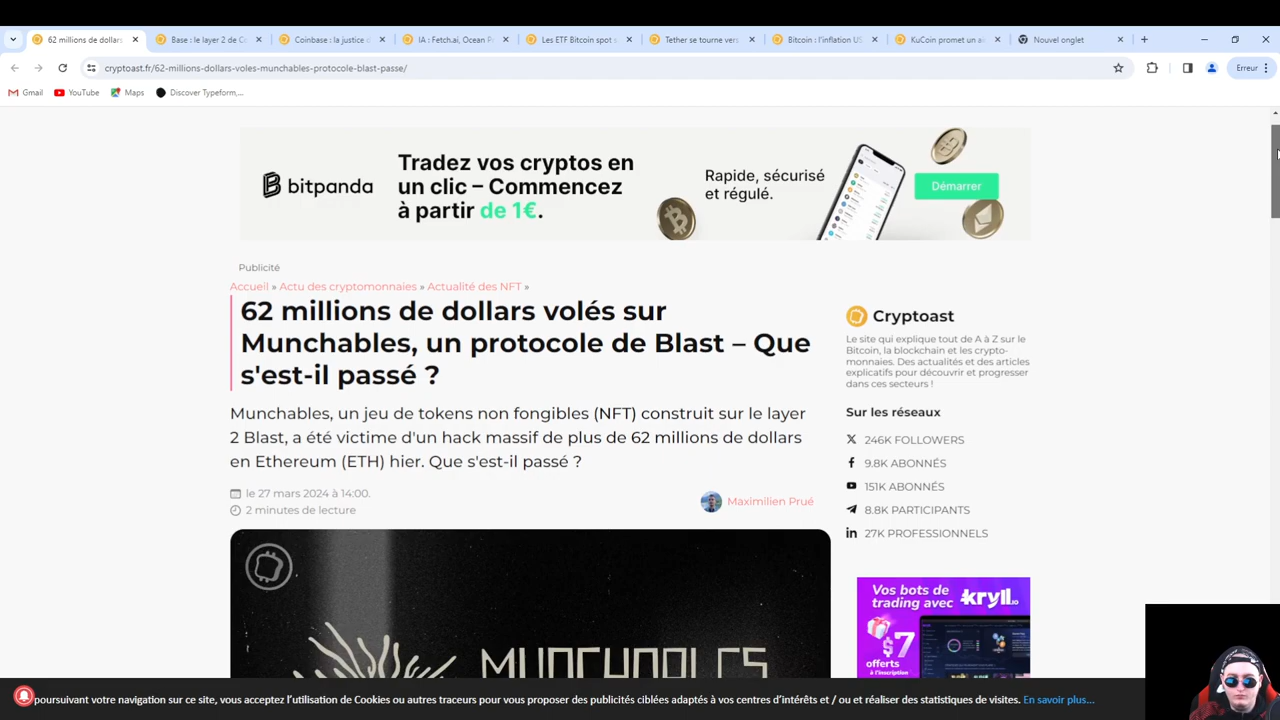 62 millions de dollars
Base : le layer 2 de Co
Coinbase : la justice d
IA : Fetch.ai, Ocean Pr
Les ETF Bitcoin spot s
Tether se tourne vers
Bitcoin : l'inflation US
KuCoin promet un ai
Nouvel onglet
cryptoast.fr/62-millions-dollars-voles-munchables-protocole-blast-passe/
Erreur
Gmail
YouTube
Maps
Discover Typeform,...
bitpanda
Tradez vos cryptos en
un clic – Commencez
à partir de 1€.
Rapide, sécurisé
et régulé.
Démarrer
Publicité
Accueil » Actu des cryptomonnaies » Actualité des NFT »
62 millions de dollars volés sur
Munchables, un protocole de Blast – Que
s'est-il passé ?
Munchables, un jeu de tokens non fongibles (NFT) construit sur le layer
2 Blast, a été victime d'un hack massif de plus de 62 millions de dollars
en Ethereum (ETH) hier. Que s'est-il passé ?
le 27 mars 2024 à 14:00.
2 minutes de lecture
Maximilien Prué
MUNCHABLES
Cryptoast
Le site qui explique tout de A à Z sur le
Bitcoin, la blockchain et les crypto-
monnaies. Des actualités et des articles
explicatifs pour découvrir et progresser
dans ces secteurs !
Sur les réseaux
246K FOLLOWERS
9.8K ABONNÉS
151K ABONNÉS
8.8K PARTICIPANTS
27K PROFESSIONNELS
Vos bots de
trading avec kryll.io
$7
offerts
à l'inscription
poursuivant votre navigation sur ce site, vous acceptez l'utilisation de Cookies ou autres traceurs pour vous proposer des publicités ciblées adaptés à vos centres d'intérêts et / ou et réaliser des statistiques de visites. En savoir plus...